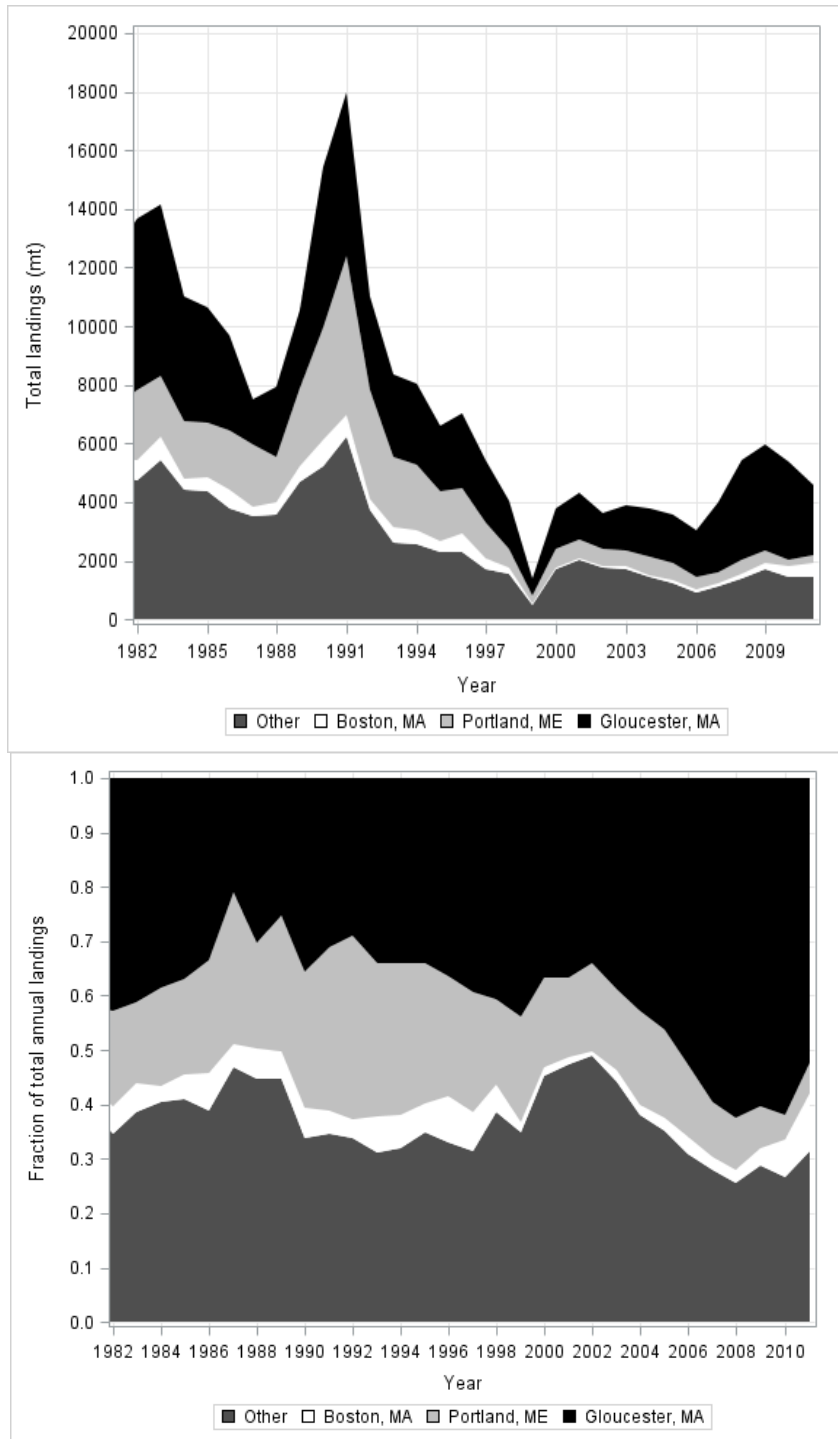 20000
18000
16000
14000
12000
10000
8000
6000
4000
2000
0
Total landings (mt)
1982 1985 1988 1991 1994 1997 2000 2003 2006 2009
Year
Other Boston, MA Portland, ME Gloucester, MA
1.0
0.9
0.8
0.7
0.6
0.5
0.4
0.3
0.2
0.1
0.0
Fraction of total annual landings
1982 1984 1986 1988 1990 1992 1994 1996 1998 2000 2002 2004 2006 2008 2010
Year
Other Boston, MA Portland, ME Gloucester, MA